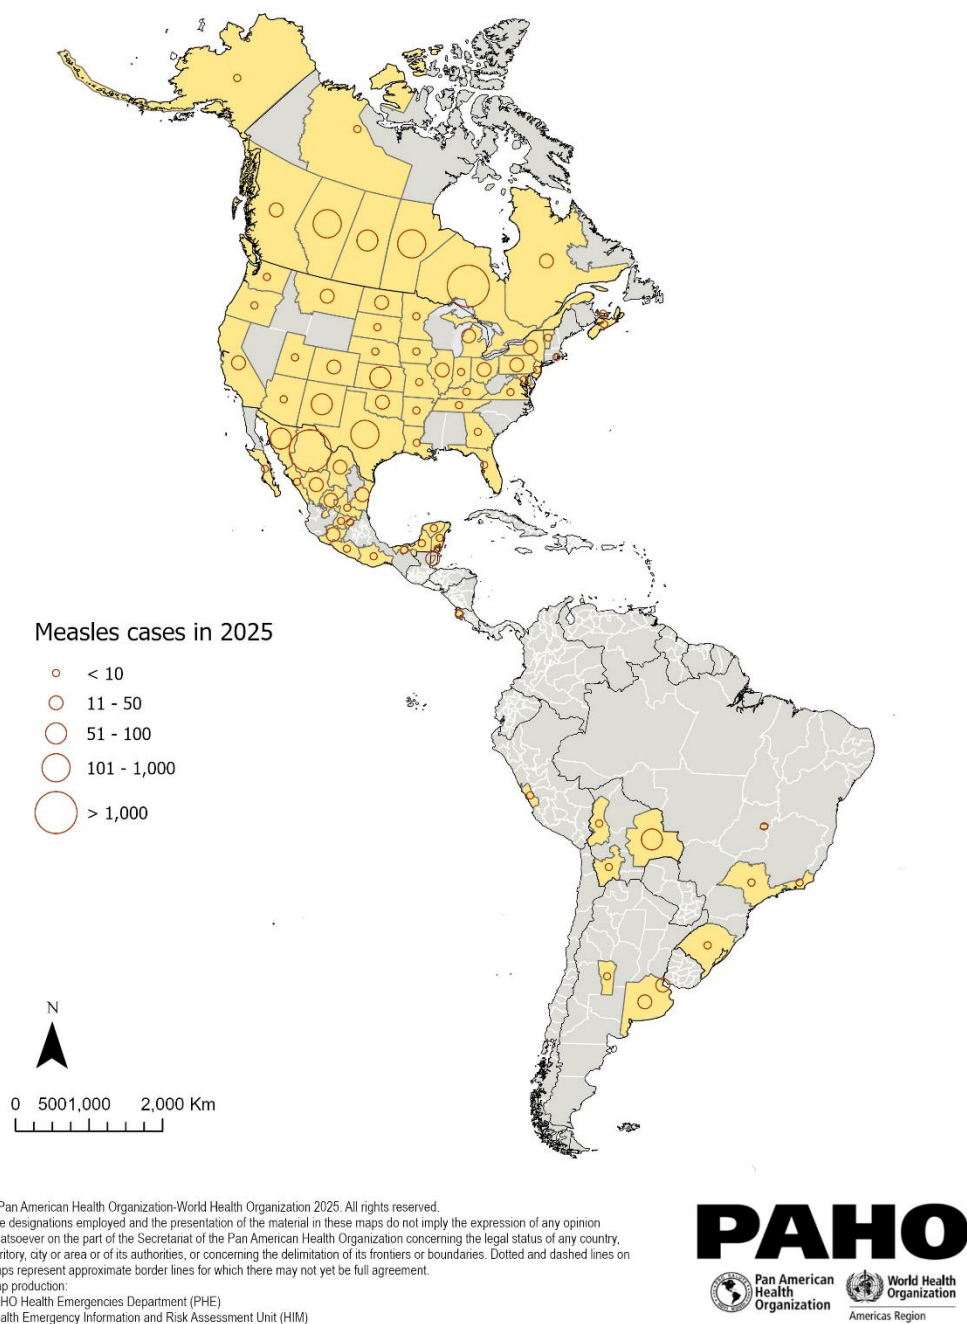 Measles cases in 2025
< 10
11 - 50
51 - 100
101 - 1,000
> 1,000
N
0 5001,000 2,000 Km
Pan American Health Organization-World Health Organization 2025. All rights reserved.
e designations employed and the presentation of the material in these maps do not imply the expression of any opinion
atsoever on the part of the Secretariat of the Pan American Health Organization concerning the legal status of any country,
ritory, city or area or of its authorities, or concerning the delimitation of its frontiers or boundaries. Dotted and dashed lines on
aps represent approximate border lines for which there may not yet be full agreement.
ap production:
HO Health Emergencies Department (PHE)
alth Emergency Information and Risk Assessment Unit (HIM)
PAHO
Pan American
Health
Organization
World Health
Organization
Americas Region